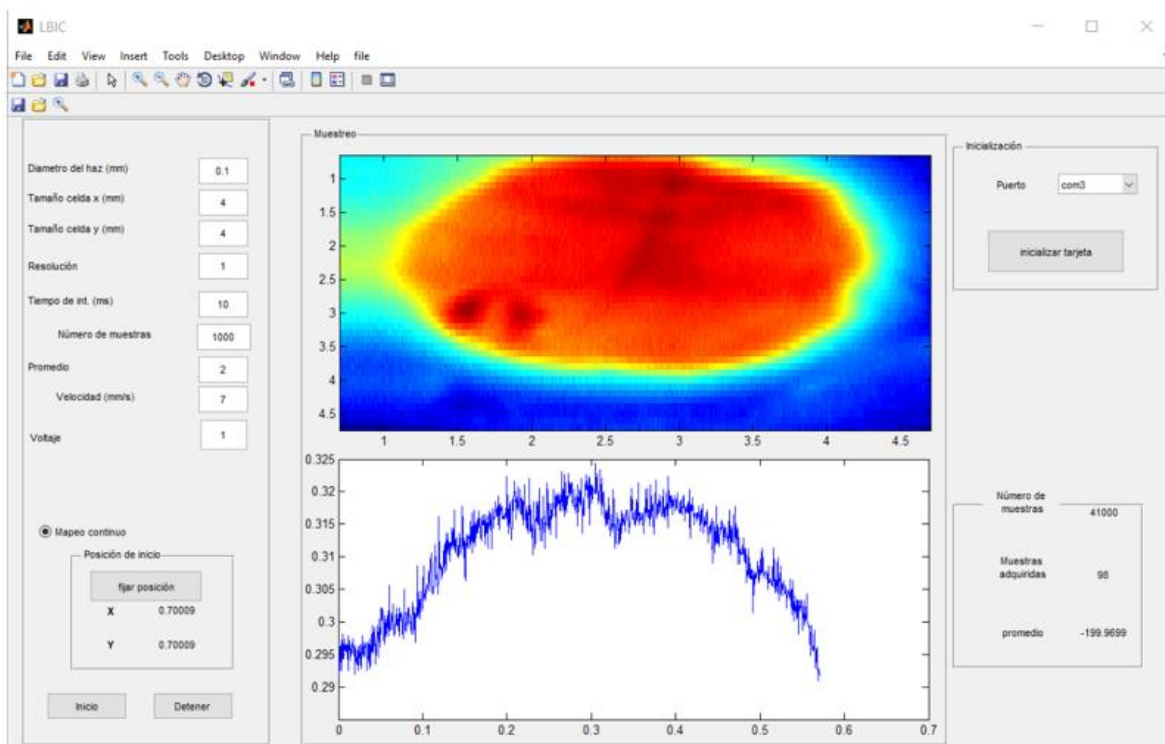 LBIC
File Edit View Insert Tools Desktop Window Help file
Diametro del haz (mm) 0.1
Tamaño celda x (mm) 4
Tamaño celda y (mm) 4
Resolución 1
Tiempo de int. (ms) 10
Número de muestras 1000
Promedio 2
Velocidad (mm/s) 7
Voltaje 1
Mapeo continuo
Posición de inicio
fijar posición
X 0.70009
Y 0.70009
Inicio Detener
Muestreo
1
1.5
2
2.5
3
3.5
4
4.5
1 1.5 2 2.5 3 3.5 4 4.5
0.325
0.32
0.315
0.31
0.305
0.3
0.295
0.29
0 0.1 0.2 0.3 0.4 0.5 0.6 0.7
Inicialización
Puerto com3
inicializar tarjeta
Número de
muestras 41000
Muestras
adquiridas 98
promedio -199.9699